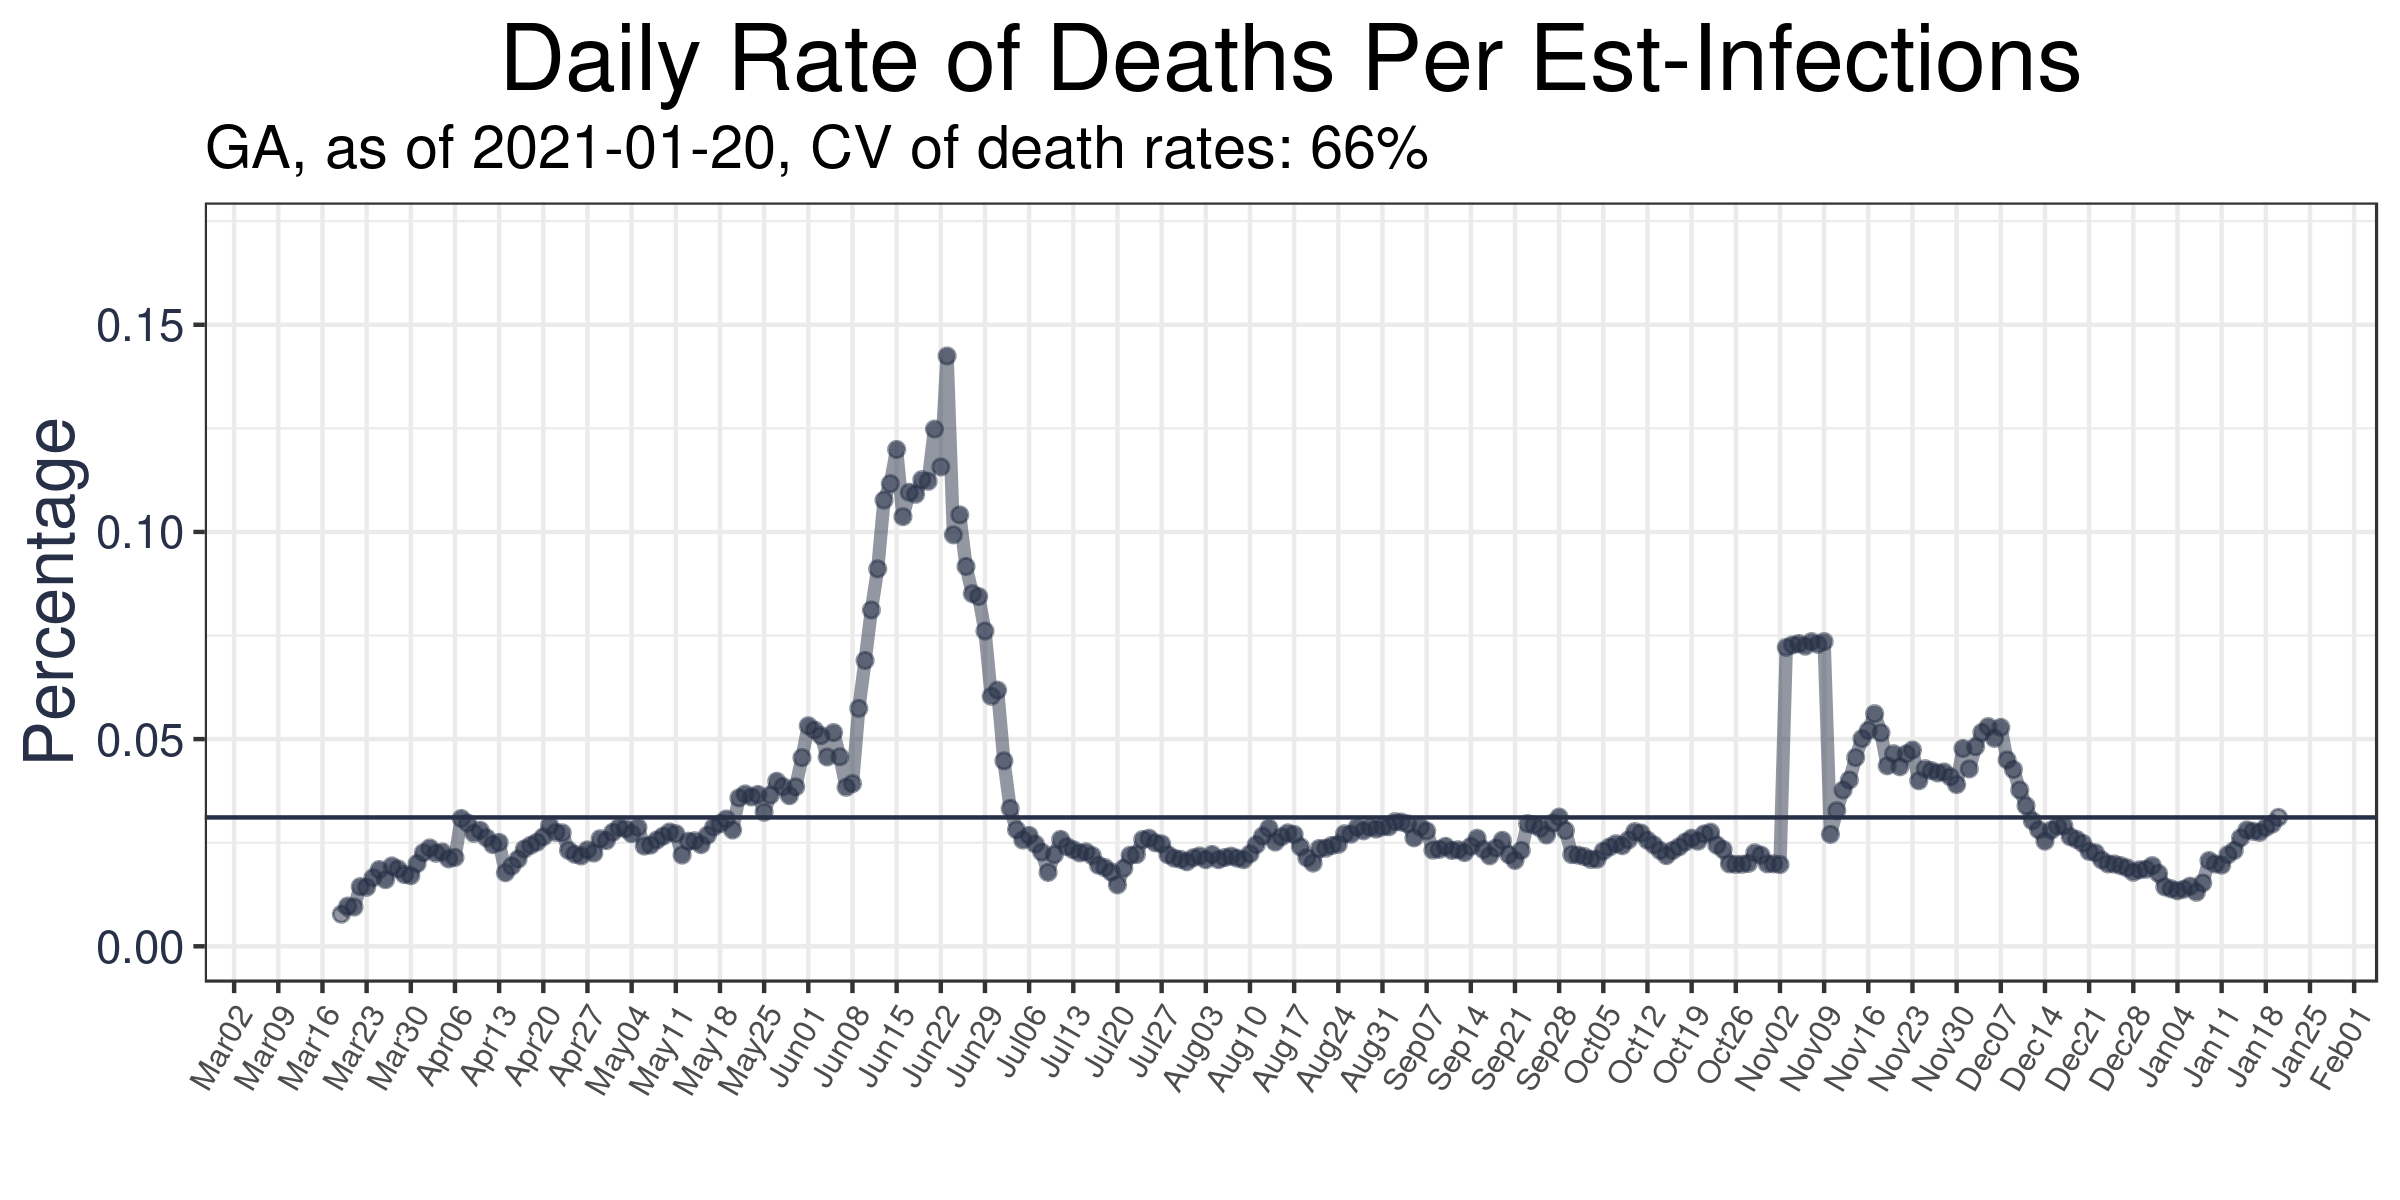 Daily Rate of Deaths Per Est-Infections
GA, as of 2021-01-20, CV of death rates: 66%
Percentage
0.15
0.10
0.05
0.00
Mar02 Mar09 Mar16 Mar23 Mar30 Apr06 Apr13 Apr20 Apr27 May04 May11 May18 May25 Jun01 Jun08 Jun15 Jun22 Jun29 Jul06 Jul13 Jul20 Jul27 Aug03 Aug10 Aug17 Aug24 Aug31 Sep07 Sep14 Sep21 Sep28 Oct05 Oct12 Oct19 Oct26 Nov02 Nov09 Nov16 Nov23 Nov30 Dec07 Dec14 Dec21 Dec28 Jan04 Jan11 Jan18 Jan25 Feb01